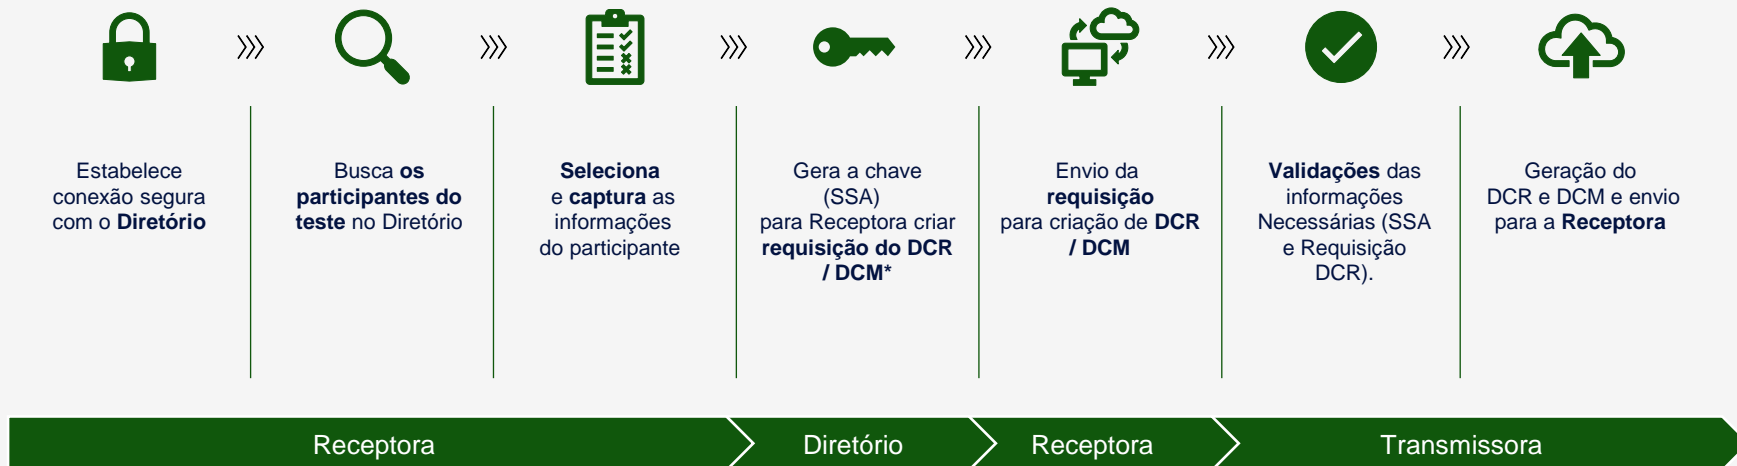 Estabelece
conexão segura
com o Diretório
Busca os
participantes do
teste no Diretório
Seleciona
e captura as
informações
do participante
Gera a chave
(SSA)
para Receptora criar
requisição do DCR
/ DCM*
Envio da
requisição
para criação de DCR
/ DCM
Validações das
informações
Necessárias (SSA
e Requisição
DCR).
Geração do
DCR e DCM e envio
para a Receptora
Receptora
Diretório
Receptora
Transmissora